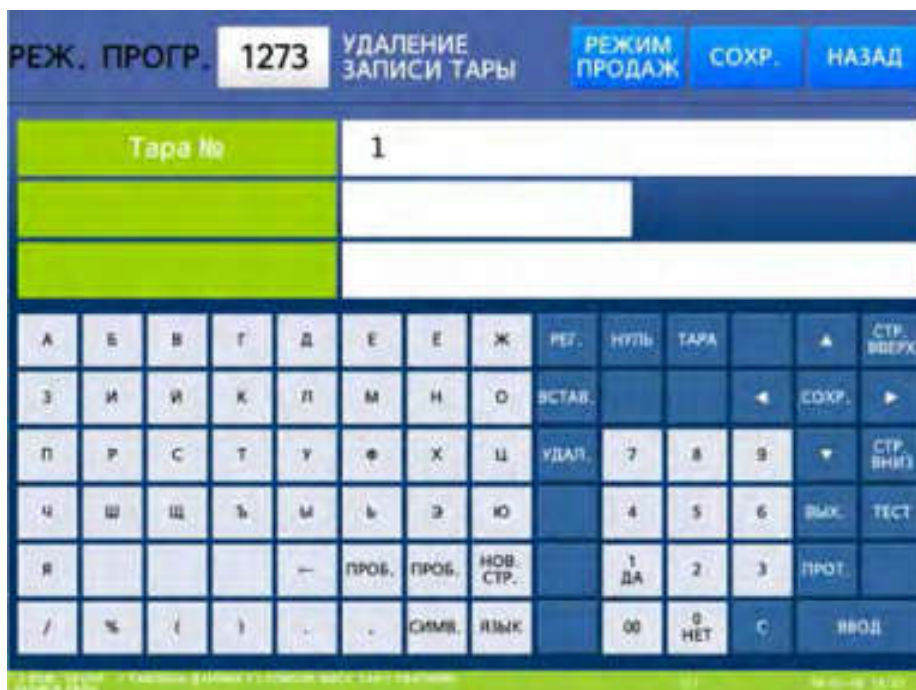 РЕЖ. ПРОГР. 1273 УДАЛЕНИЕ ЗАПИСИ ТАРЫ РЕЖИМ ПРОДАЖ СОХР. НАЗАД
Тара № 1
А Б В Г Д Е Ё Ж РЕГ. НУЛЬ ТАРА СТР. ВВЕРХ
З И Й К Л М Н О ВСТАВ. СОХР.
П Р С Т У Ф Х Ц УДАЛ. 7 8 9 СТР. ВНИЗ
Ч Ш Щ Ъ Ы Ь Э Ю 4 5 6 ВЫХ. ТЕСТ
Я ← ПРОБ. ПРОБ. НОВ. СТР. 1 ДА 2 3 ПРОТ.
/ % ( ) . СИМВ. ЯЗЫК 00 0 НЕТ С ВВОД